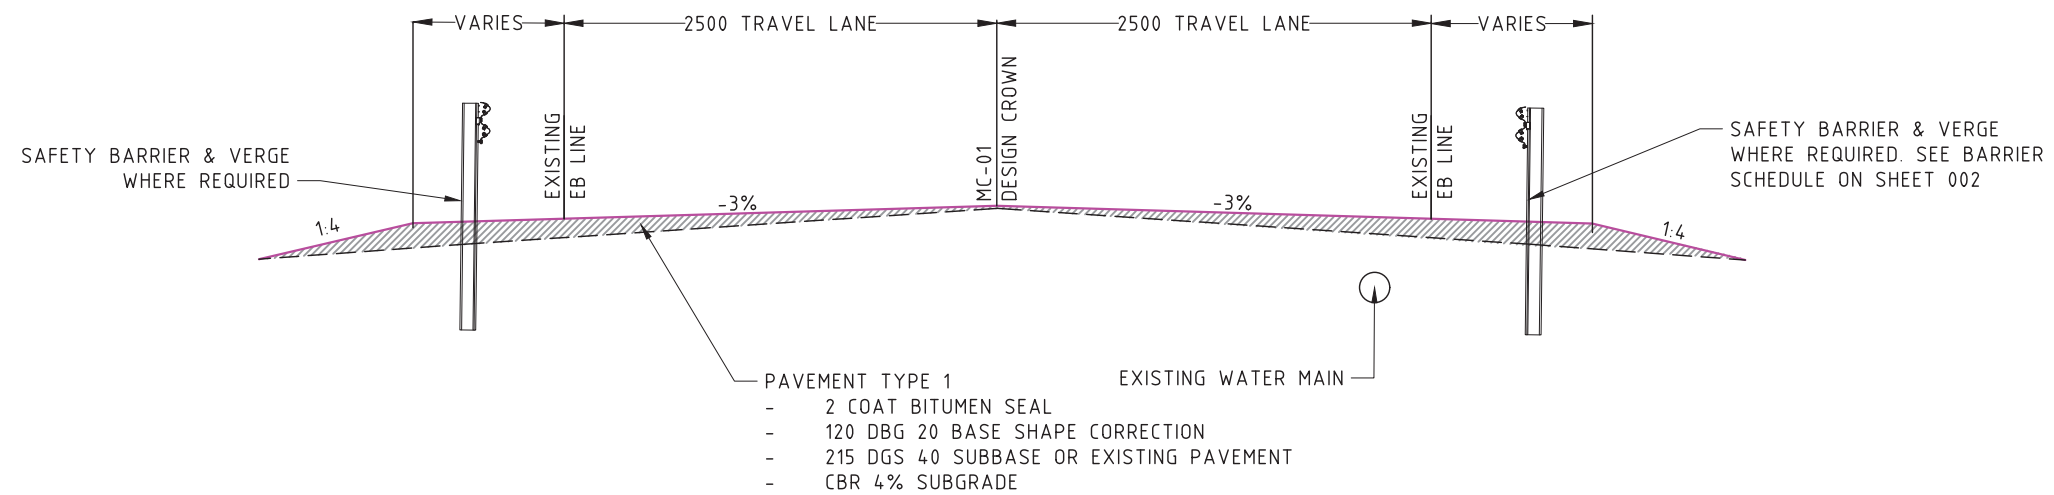 VARIES
2500 TRAVEL LANE
2500 TRAVEL LANE
VARIES
SAFETY BARRIER & VERGE
WHERE REQUIRED
EXISTING
EB LINE
MC-01
DESIGN CROWN
EXISTING
EB LINE
SAFETY BARRIER & VERGE
WHERE REQUIRED. SEE BARRIER
SCHEDULE ON SHEET 002
1:4
-3%
-3%
1:4
PAVEMENT TYPE 1
- 2 COAT BITUMEN SEAL
- 120 DBG 20 BASE SHAPE CORRECTION
- 215 DGS 40 SUBBASE OR EXISTING PAVEMENT
- CBR 4% SUBGRADE
EXISTING WATER MAIN